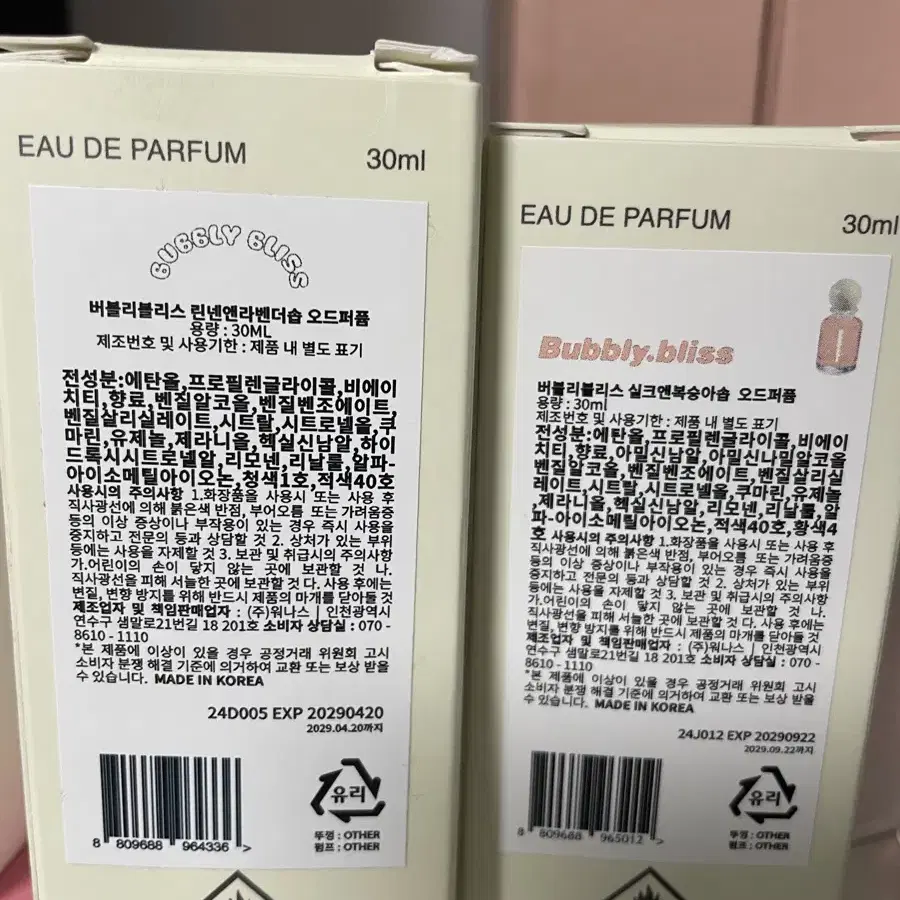 EAU DE PARFUM 30ml
BUBBLY BLISS
버블리블리스 린넨앤라벤더솝 오드퍼퓸
용량 : 30ML
제조번호 및 사용기한 : 제품 내 별도 표기
전성분:에탄올,프로필렌글라이콜,비에이
치티,향료,벤질알코올,벤질벤조에이트,
벤질살리실레이트,시트랄,시트로넬올,쿠
마린,유제놀,제라니올,헥실신남알,하이
드록시시트로넬알,리모넨,리날룰,알파-
아이소메틸아이오논,청색1호,적색40호
사용시의 주의사항 1.화장품을 사용시 또는 사용 후
직사광선에 의해 붉은색 반점, 부어오름 또는 가려움증
등의 이상 증상이나 부작용이 있는 경우 즉시 사용을
중지하고 전문의 등과 상담할 것 2. 상처가 있는 부위
등에는 사용을 자제할 것 3. 보관 및 취급시의 주의사항
가.어린이의 손이 닿지 않는 곳에 보관할 것 나.
직사광선을 피해 서늘한 곳에 보관할 것 다. 사용 후에는
변질, 변향 방지를 위해 반드시 제품의 마개를 닫아둘 것
제조업자 및 책임판매업자 : (주)워나스 | 인천광역시
연수구 샘말로21번길 18 201호 소비자 상담실 : 070 -
8610 - 1110
*본 제품에 이상이 있을 경우 공정거래 위원회 고시
소비자 분쟁 해결 기준에 의거하여 교환 또는 보상 받을
수 있습니다. MADE IN KOREA
24D005 EXP 20290420
2029.04.20까지
8 809688 964336 >
유리
뚜껑 : OTHER
펌프 : OTHER
EAU DE PARFUM 30ml
Bubbly.bliss
버블리블리스 실크앤복숭아솝 오드퍼퓸
용량 : 30ml
제조번호 및 사용기한 : 제품 내 별도 표기
전성분:에탄올,프로필렌글라이콜,비에이
치티,향료,아밀신남알,아밀신나밀알코올
벤질알코올,벤질벤조에이트,벤질살리실
레이트,시트랄,시트로넬올,쿠마린,유제놀
,제라니올,헥실신남알,리모넨,리날룰,알
파-아이소메틸아이오논,적색40호,황색4
호 사용시의 주의사항 1.화장품을 사용시 또는 사용 후
직사광선에 의해 붉은색 반점, 부어오름 또는 가려움증
등의 이상 증상이나 부작용이 있는 경우 즉시 사용을
중지하고 전문의 등과 상담할 것 2. 상처가 있는 부위
등에는 사용을 자제할 것 3. 보관 및 취급시의 주의사항
가.어린이의 손이 닿지 않는 곳에 보관할 것 나.
직사광선을 피해 서늘한 곳에 보관할 것 다. 사용 후에는
변질, 변향 방지를 위해 반드시 제품의 마개를 닫아둘 것
제조업자 및 책임판매업자 : (주)워나스 | 인천광역시
연수구 샘말로21번길 18 201호 소비자 상담실 : 070 -
8610 - 1110
*본 제품에 이상이 있을 경우 공정거래 위원회 고시
소비자 분쟁 해결 기준에 의거하여 교환 또는 보상 받을
수 있습니다. MADE IN KOREA
24J012 EXP 20290922
2029.09.22까지
8 809688 965012 >
유리
뚜껑 : OTHER
펌프 : OTHER